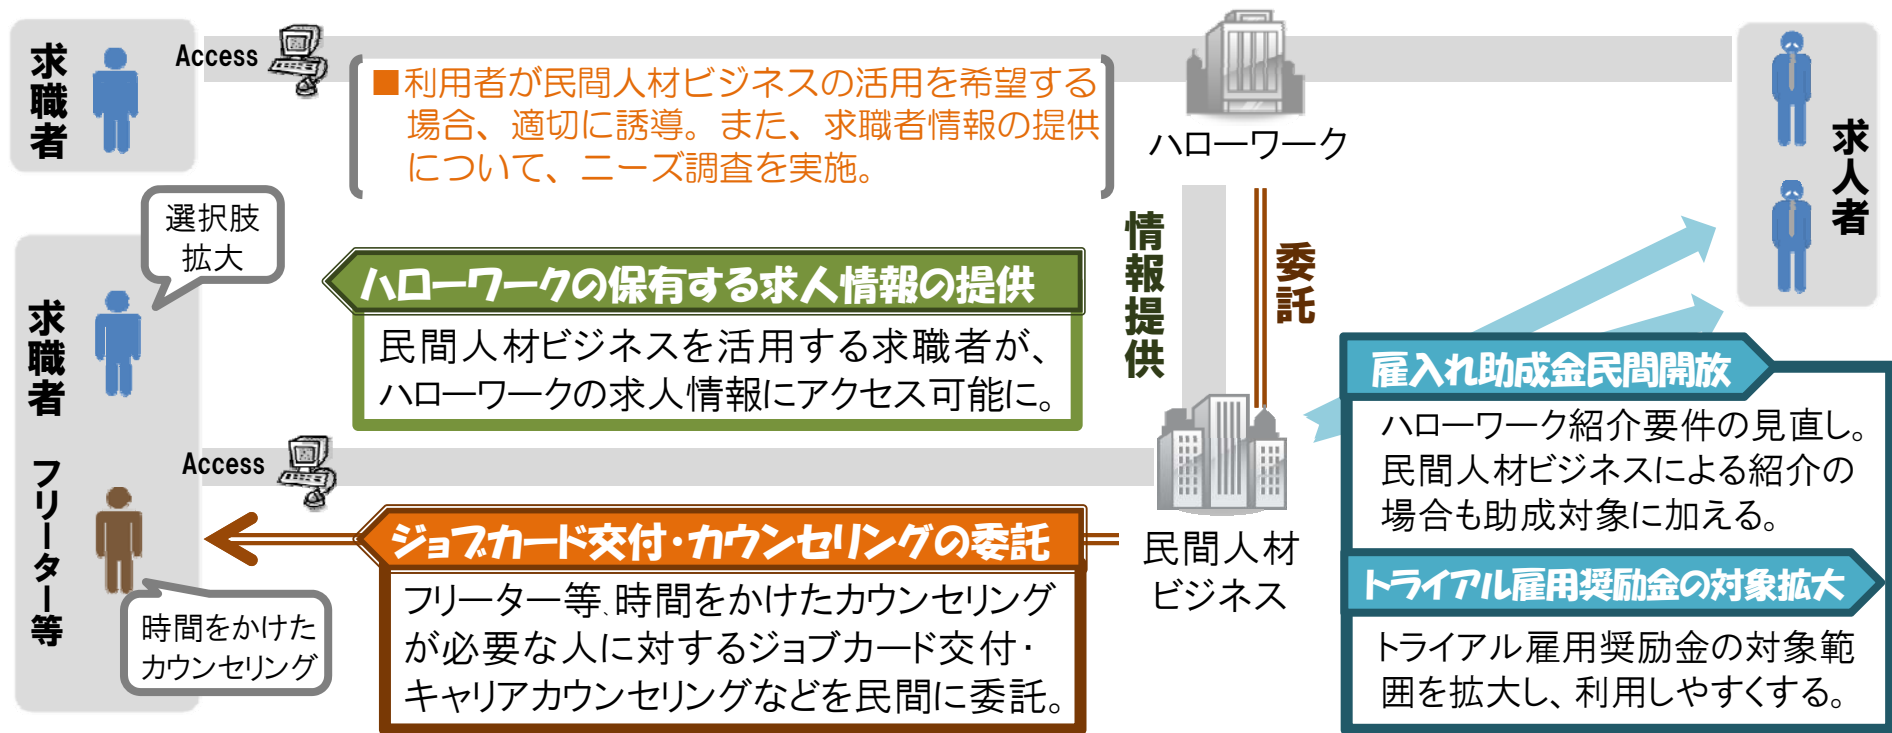 求職者
Access
■利用者が民間人材ビジネスの活用を希望する
場合、適切に誘導。また、求職者情報の提供
について、ニーズ調査を実施。
ハローワーク
求人者
選択肢
拡大
情報提供
委託
ハローワークの保有する求人情報の提供
民間人材ビジネスを活用する求職者が、
ハローワークの求人情報にアクセス可能に。
求職者
フリーター等
Access
雇入れ助成金民間開放
ハローワーク紹介要件の見直し。
民間人材ビジネスによる紹介の
場合も助成対象に加える。
ジョブカード交付・カウンセリングの委託
フリーター等、時間をかけたカウンセリング
が必要な人に対するジョブカード交付・
キャリアカウンセリングなどを民間に委託。
民間人材
ビジネス
トライアル雇用奨励金の対象拡大
トライアル雇用奨励金の対象範
囲を拡大し、利用しやすくする。
時間をかけた
カウンセリング